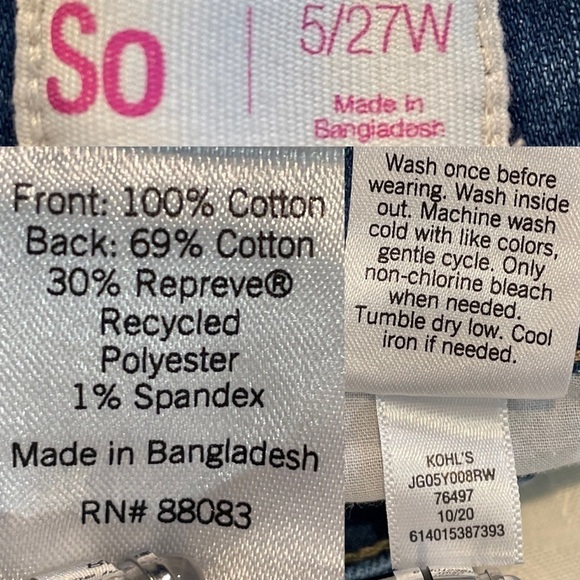 So
5/27W
Made in
Bangladesh
Front: 100% Cotton
Back: 69% Cotton
30% Repreve®
Recycled
Polyester
1% Spandex
Made in Bangladesh
RN# 88083
Wash once before
wearing. Wash inside
out. Machine wash
cold with like colors,
gentle cycle. Only
non-chlorine bleach
when needed.
Tumble dry low. Cool
iron if needed.
KOHL'S
JG05Y008RW
76497
10/20
614015387393